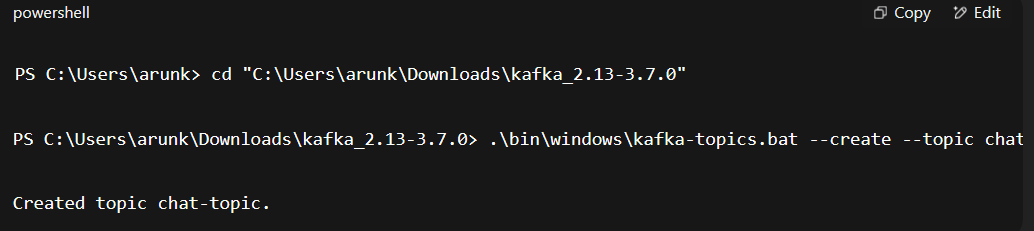 powershell
Copy
Edit
PS C:\Users\arunk> cd "C:\Users\arunk\Downloads\kafka_2.13-3.7.0"
PS C:\Users\arunk\Downloads\kafka_2.13-3.7.0> .\bin\windows\kafka-topics.bat --create --topic chat
Created topic chat-topic.